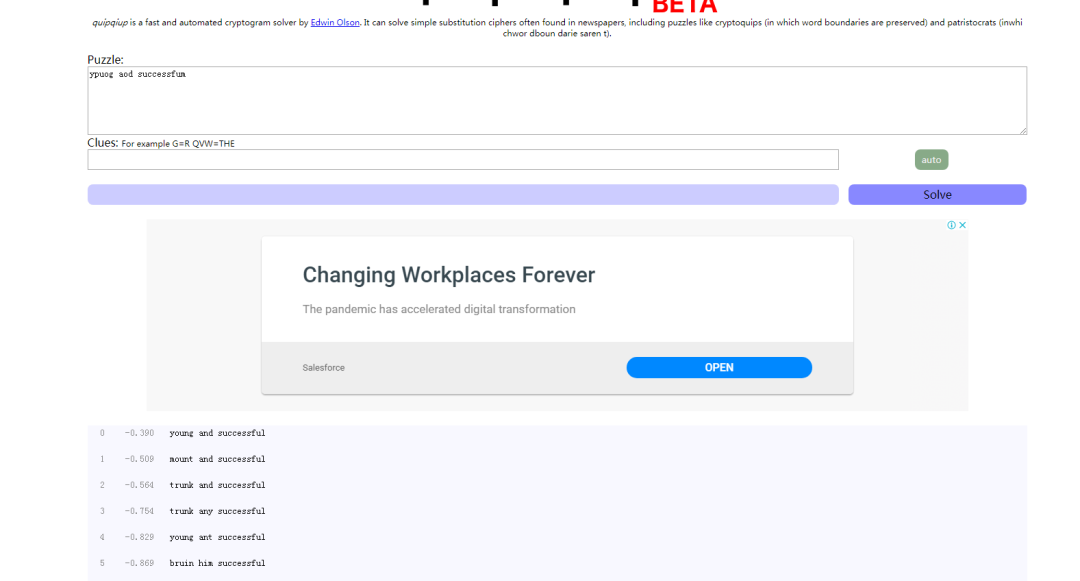 BETA
quipqiup is a fast and automated cryptogram solver by Edwin Olson. It can solve simple substitution ciphers often found in newspapers, including puzzles like cryptoquips (in which word boundaries are preserved) and patristocrats (inwhi
chwor dboun darie saren t).
Puzzle:
ypuog aod successfum
Clues: For example G=R QVW=THE
auto
Solve
Changing Workplaces Forever
The pandemic has accelerated digital transformation
Salesforce
OPEN
0 -0.390 young and successful
1 -0.509 mount and successful
2 -0.564 trunk and successful
3 -0.754 trunk any successful
4 -0.829 young ant successful
5 -0.869 bruin him successful